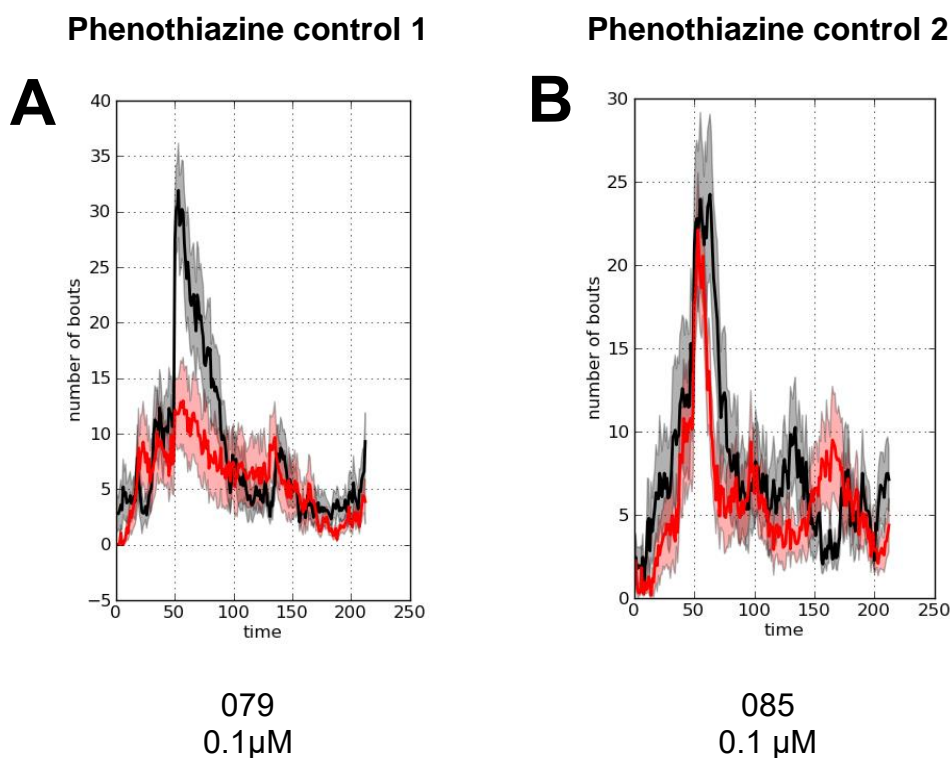 Phenothiazine control 1
Phenothiazine control 2
A
40
35
30
25
20
15
10
5
0
−5
number of bouts
0 50 100 150 200 250
time
B
30
25
20
15
10
5
0
number of bouts
0 50 100 150 200 250
time
079
0.1µM
085
0.1 µM